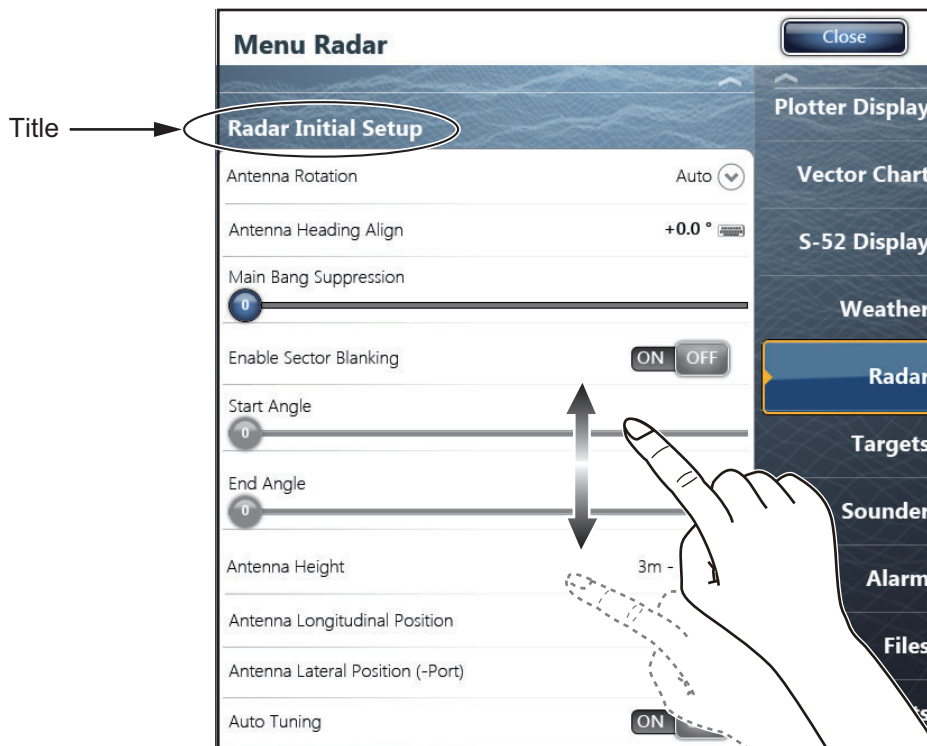 Menu Radar
Close
Title
Radar Initial Setup
Antenna Rotation
Auto
Antenna Heading Align
+0.0 °
Main Bang Suppression
0
Enable Sector Blanking
ON OFF
Start Angle
0
End Angle
0
Antenna Height
3m -
Antenna Longitudinal Position
Antenna Lateral Position (-Port)
Auto Tuning
ON
Plotter Display
Vector Chart
S-52 Display
Weather
Radar
Targets
Sounder
Alarm
Files